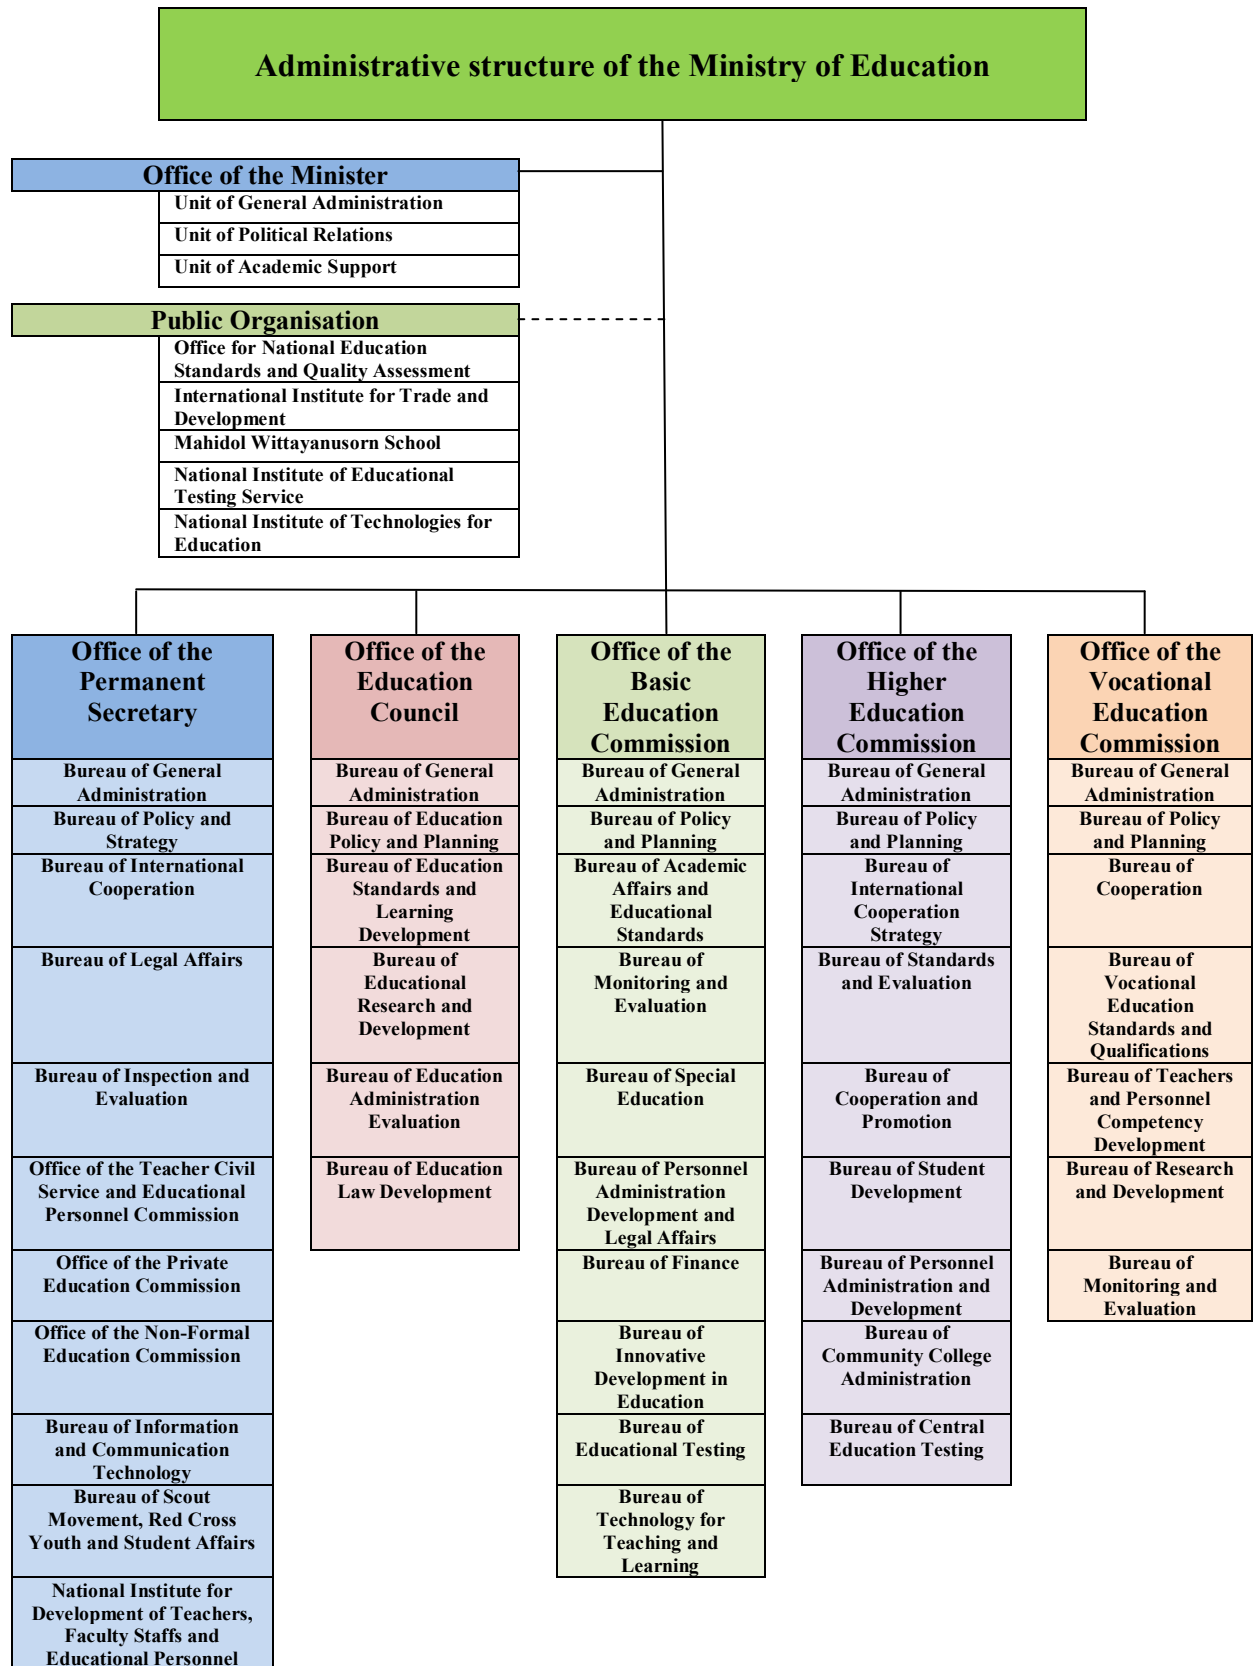 Administrative structure of the Ministry of Education
Office of the Minister
Unit of General Administration
Unit of Political Relations
Unit of Academic Support
Public Organisation
Office for National Education
Standards and Quality Assessment
International Institute for Trade and
Development
Mahidol Wittayanusorn School
National Institute of Educational
Testing Service
National Institute of Technologies for
Education
Office of the
Permanent
Secretary
Bureau of General
Administration
Bureau of Policy and
Strategy
Bureau of International
Cooperation
Bureau of Legal Affairs
Bureau of Inspection and
Evaluation
Office of the Teacher Civil
Service and Educational
Personnel Commission
Office of the Private
Education Commission
Office of the Non-Formal
Education Commission
Bureau of Information
and Communication
Technology
Bureau of Scout
Movement, Red Cross
Youth and Student Affairs
National Institute for
Development of Teachers,
Faculty Staffs and
Educational Personnel
Office of the
Education
Council
Bureau of General
Administration
Bureau of Education
Policy and Planning
Bureau of Education
Standards and
Learning
Development
Bureau of
Educational
Research and
Development
Bureau of Education
Administration
Evaluation
Bureau of Education
Law Development
Office of the
Basic
Education
Commission
Bureau of General
Administration
Bureau of Policy
and Planning
Bureau of Academic
Affairs and
Educational
Standards
Bureau of
Monitoring and
Evaluation
Bureau of Special
Education
Bureau of Personnel
Administration
Development and
Legal Affairs
Bureau of Finance
Bureau of
Innovative
Development in
Education
Bureau of
Educational Testing
Bureau of
Technology for
Teaching and
Learning
Office of the
Higher
Education
Commission
Bureau of General
Administration
Bureau of Policy
and Planning
Bureau of
International
Cooperation
Strategy
Bureau of Standards
and Evaluation
Bureau of
Cooperation and
Promotion
Bureau of Student
Development
Bureau of Personnel
Administration and
Development
Bureau of
Community College
Administration
Bureau of Central
Education Testing
Office of the
Vocational
Education
Commission
Bureau of General
Administration
Bureau of Policy
and Planning
Bureau of
Cooperation
Bureau of
Vocational
Education
Standards and
Qualifications
Bureau of Teachers
and Personnel
Competency
Development
Bureau of Research
and Development
Bureau of
Monitoring and
Evaluation